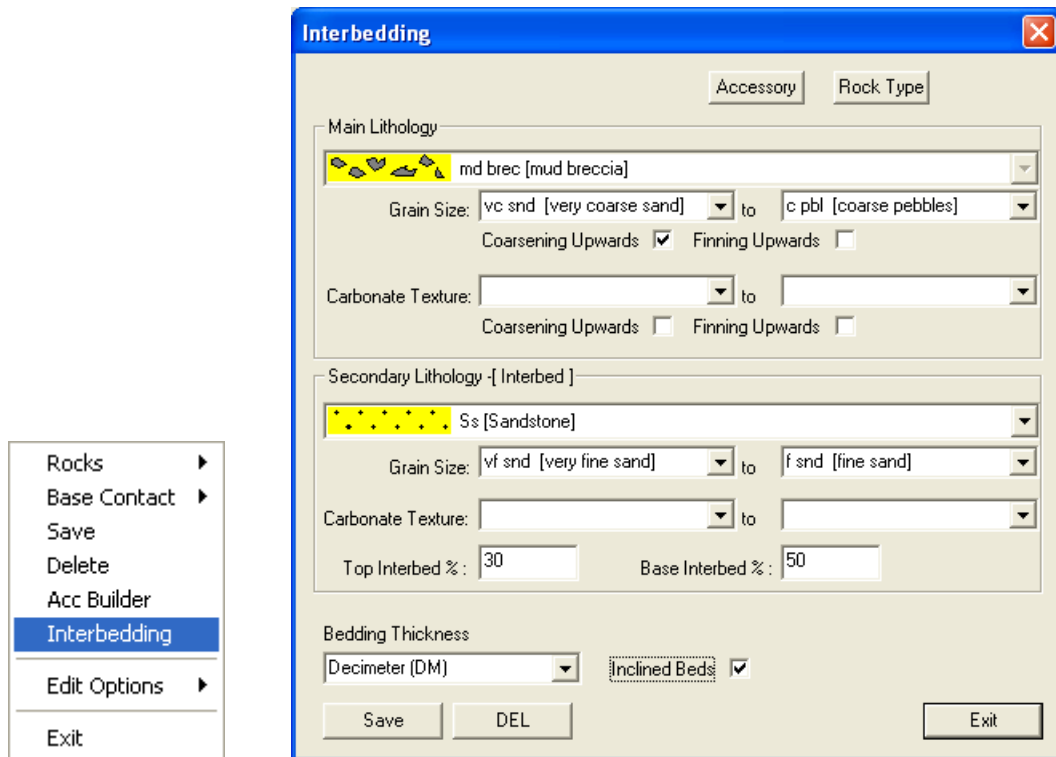 Rocks
Base Contact
Save
Delete
Acc Builder
Interbedding
Edit Options
Exit
Interbedding
Accessory Rock Type
Main Lithology
md brec [mud breccia]
Grain Size: vc snd [very coarse sand] to c pbl [coarse pebbles]
Coarsening Upwards Finning Upwards
Carbonate Texture: to
Coarsening Upwards Finning Upwards
Secondary Lithology -[ Interbed ]
Ss [Sandstone]
Grain Size: vf snd [very fine sand] to f snd [fine sand]
Carbonate Texture: to
Top Interbed % : 30 Base Interbed % : 50
Bedding Thickness
Decimeter (DM) Inclined Beds
Save DEL Exit